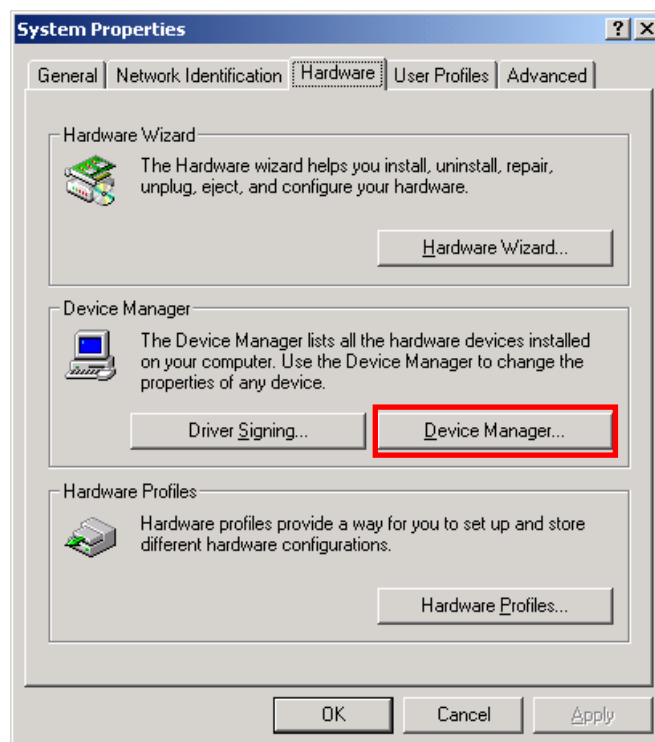 System Properties
? X
General Network Identification Hardware User Profiles Advanced
Hardware Wizard
The Hardware wizard helps you install, uninstall, repair,
unplug, eject, and configure your hardware.
Hardware Wizard...
Device Manager
The Device Manager lists all the hardware devices installed
on your computer. Use the Device Manager to change the
properties of any device.
Driver Signing... Device Manager...
Hardware Profiles
Hardware profiles provide a way for you to set up and store
different hardware configurations.
Hardware Profiles...
OK Cancel Apply